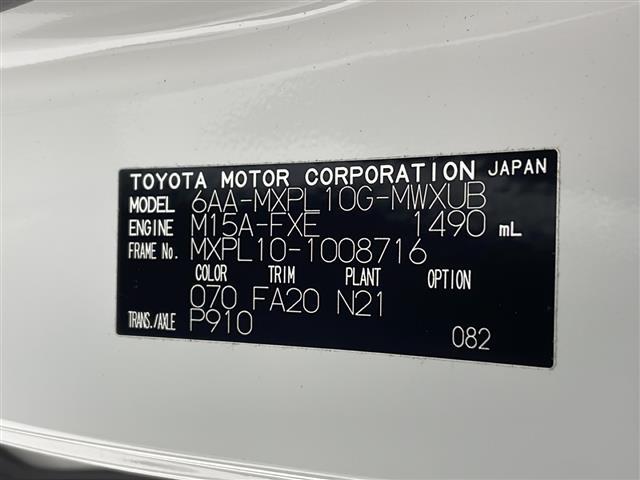 TOYOTA MOTOR CORPORATION JAPAN
MODEL 6AA-MXPL10G-MWXUB
ENGINE M15A-FXE 1490 mL
FRAME No. MXPL10-1008716
COLOR TRIM PLANT OPTION
070 FA20 N21
TRANS./AXLE P910 082